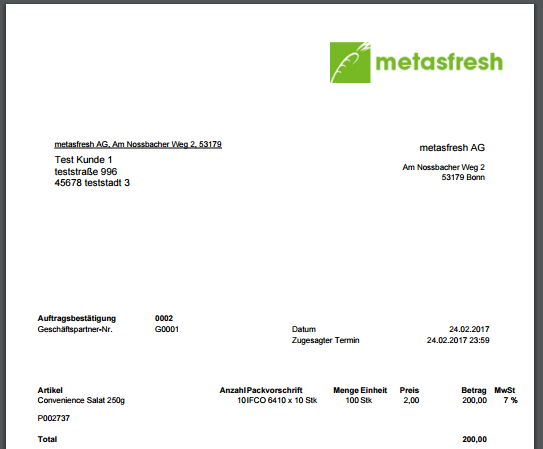 metasfresh
metasfresh AG, Am Nossbacher Weg 2, 53179
Test Kunde 1
teststraße 996
45678 teststadt 3
metasfresh AG
Am Nossbacher Weg 2
53179 Bonn
Auftragsbestätigung 0002
Geschäftspartner-Nr. G0001 Datum 24.02.2017
Zugesagter Termin 24.02.2017 23:59
Artikel Anzahl Packvorschrift Menge Einheit Preis Betrag MwSt
Convenience Salat 250g 10 IFCO 6410 x 10 Stk 100 Stk 2,00 200,00 7 %
P002737
Total 200,00